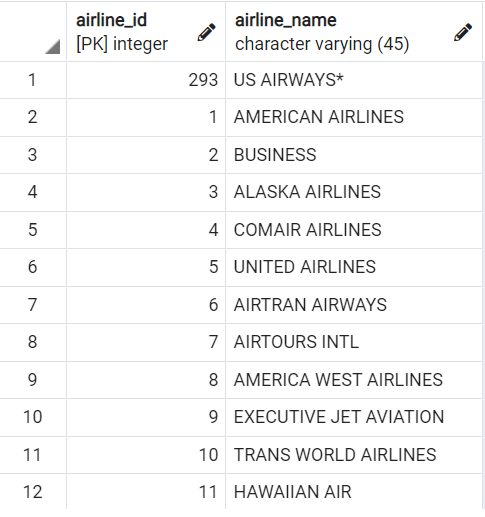 airline_id airline_name
[PK] integer character varying (45)
1 293 US AIRWAYS*
2 1 AMERICAN AIRLINES
3 2 BUSINESS
4 3 ALASKA AIRLINES
5 4 COMAIR AIRLINES
6 5 UNITED AIRLINES
7 6 AIRTRAN AIRWAYS
8 7 AIRTOURS INTL
9 8 AMERICA WEST AIRLINES
10 9 EXECUTIVE JET AVIATION
11 10 TRANS WORLD AIRLINES
12 11 HAWAIIAN AIR